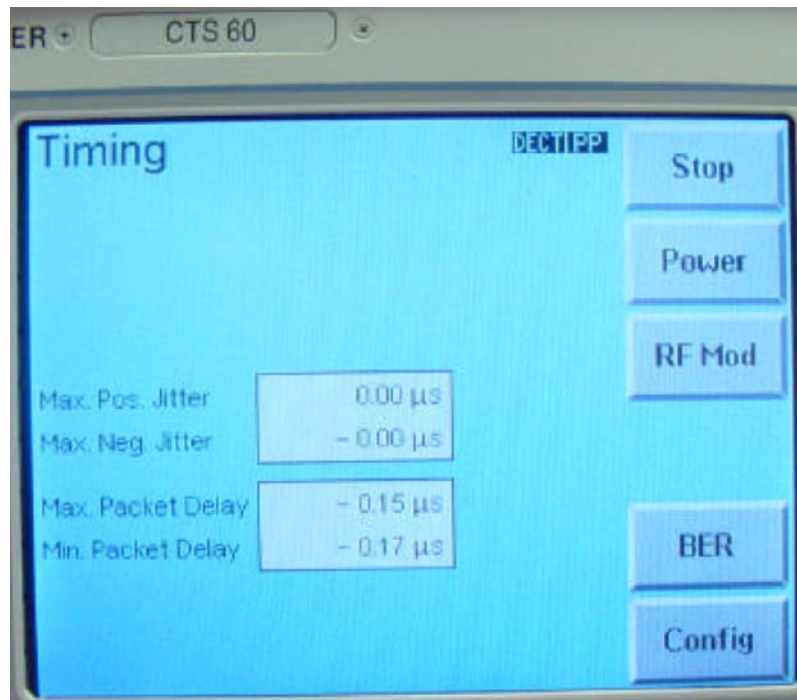 ER CTS 60
Timing
DECT PP
Stop
Power
RF Mod
Max. Pos. Jitter 0.00 µs
Max. Neg. Jitter - 0.00 µs
Max. Packet Delay - 0.15 µs
Min. Packet Delay - 0.17 µs
BER
Config